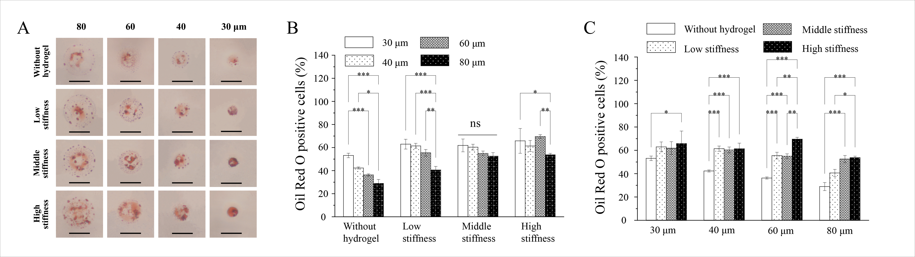 A
80 60 40 30 μm
Without
hydrogel
Low
stiffness
Middle
stiffness
High
stiffness
B
30 μm 60 μm
40 μm 80 μm
Oil Red O positive cells (%)
140
120
100
80
60
40
20
0
***
*
***
***
***
**
ns
*
**
Without
hydrogel
Low
stiffness
Middle
stiffness
High
stiffness
C
Without hydrogel Middle stiffness
Low stiffness High stiffness
Oil Red O positive cells (%)
140
120
100
80
60
40
20
0
*
***
***
***
***
**
***
***
**
***
*
***
**
30 μm 40 μm 60 μm 80 μm